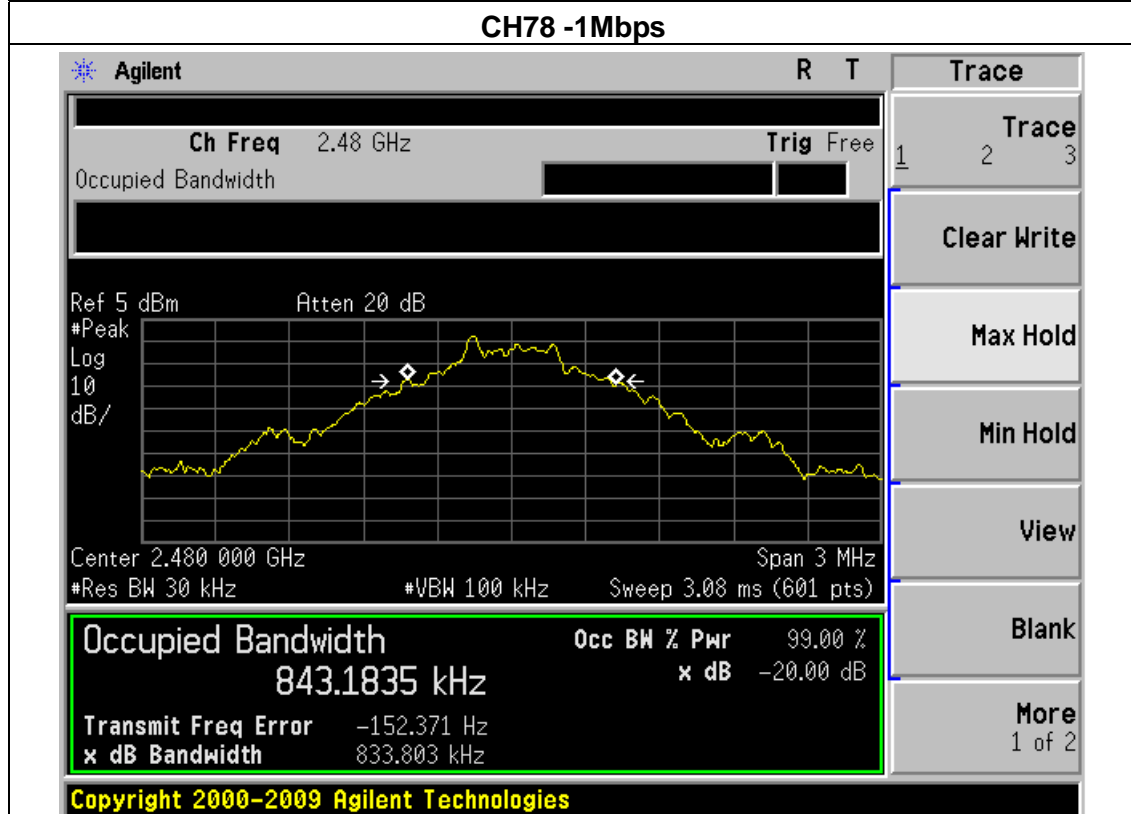 CH78 -1Mbps
Agilent R T Trace
Ch Freq 2.48 GHz Trig Free
Occupied Bandwidth
Trace
1 2 3
Clear Write
Max Hold
Min Hold
View
Blank
More
1 of 2
Ref 5 dBm Atten 20 dB
#Peak
Log
10
dB/
Center 2.480 000 GHz Span 3 MHz
#Res BW 30 kHz #VBW 100 kHz Sweep 3.08 ms (601 pts)
Occupied Bandwidth Occ BW % Pwr 99.00 %
843.1835 kHz x dB -20.00 dB
Transmit Freq Error -152.371 Hz
x dB Bandwidth 833.803 kHz
Copyright 2000-2009 Agilent Technologies